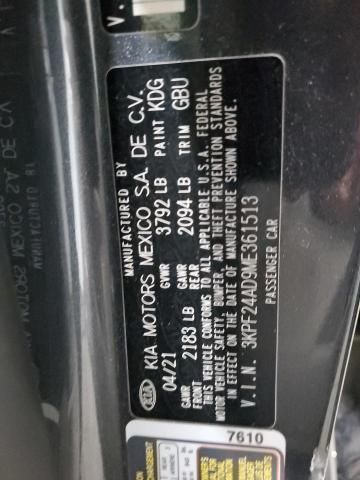 MANUFACTURED BY
KIA KIA MOTORS MEXICO S.A. DE C.V.
04/21 GVWR 3792 LB PAINT KDG
GAWR FRONT 2183 LB GAWR REAR 2094 LB TRIM GBU
THIS VEHICLE CONFORMS TO ALL APPLICABLE U.S.A. FEDERAL
MOTOR VEHICLE SAFETY, BUMPER, AND THEFT PREVENTION STANDARDS
IN EFFECT ON THE DATE OF MANUFACTURE SHOWN ABOVE.
V.I.N. 3KPF24AD9ME361513
PASSENGER CAR
7610